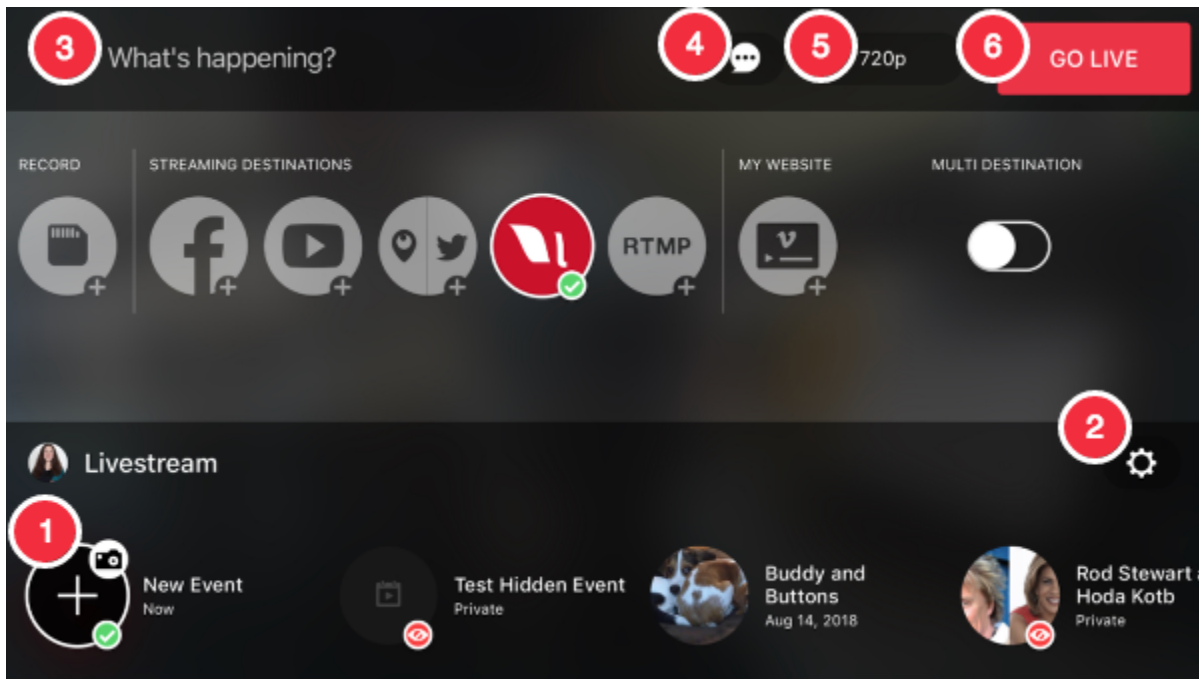 3
What's happening?
4
5
720p
6
GO LIVE
RECORD
STREAMING DESTINATIONS
MY WEBSITE
MULTI DESTINATION
RTMP
2
Livestream
1
New Event
Now
Test Hidden Event
Private
Buddy and
Buttons
Aug 14, 2018
Rod Stewart a
Hoda Kotb
Private